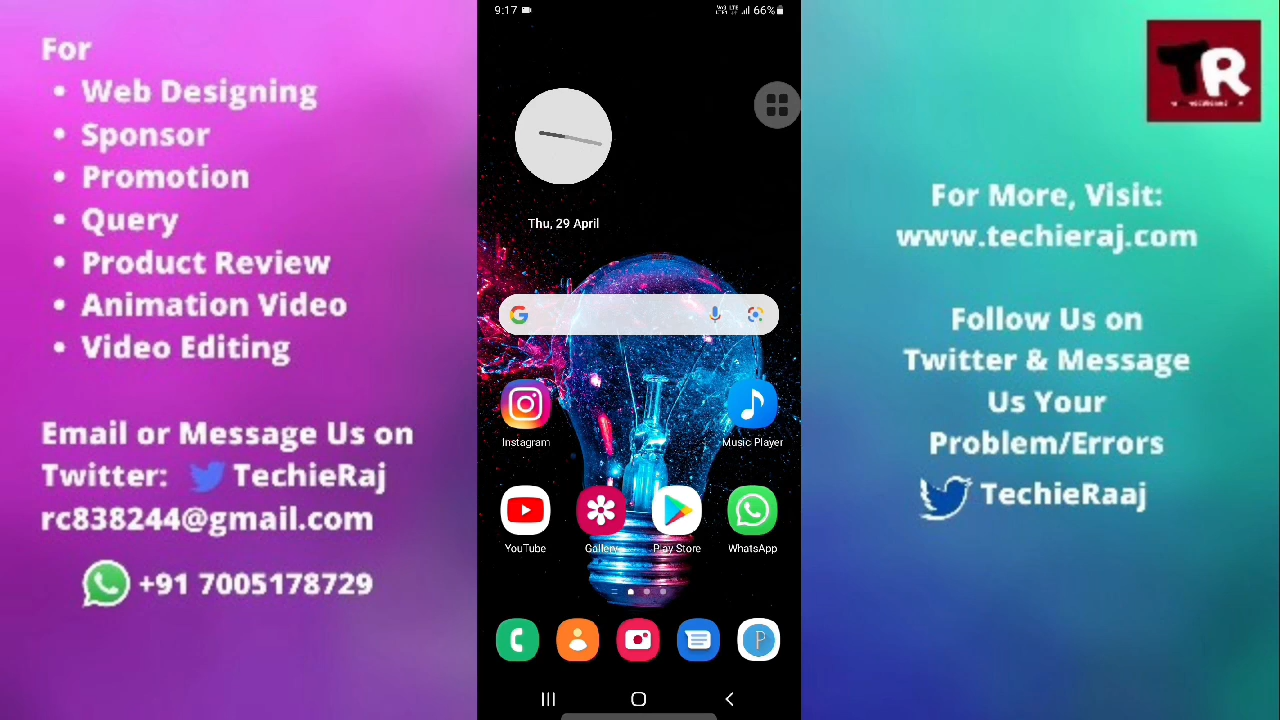 For
• Web Designing
• Sponsor
• Promotion
• Query
• Product Review
• Animation Video
• Video Editing
Email or Message Us on
Twitter: TechieRaj
rc838244@gmail.com
+91 7005178729
9:17
66%
Thu, 29 April
Instagram
Music Player
YouTube
Gallery
Play Store
WhatsApp
TR
For More, Visit:
www.techieraj.com
Follow Us on
Twitter & Message
Us Your
Problem/Errors
TechieRaaj